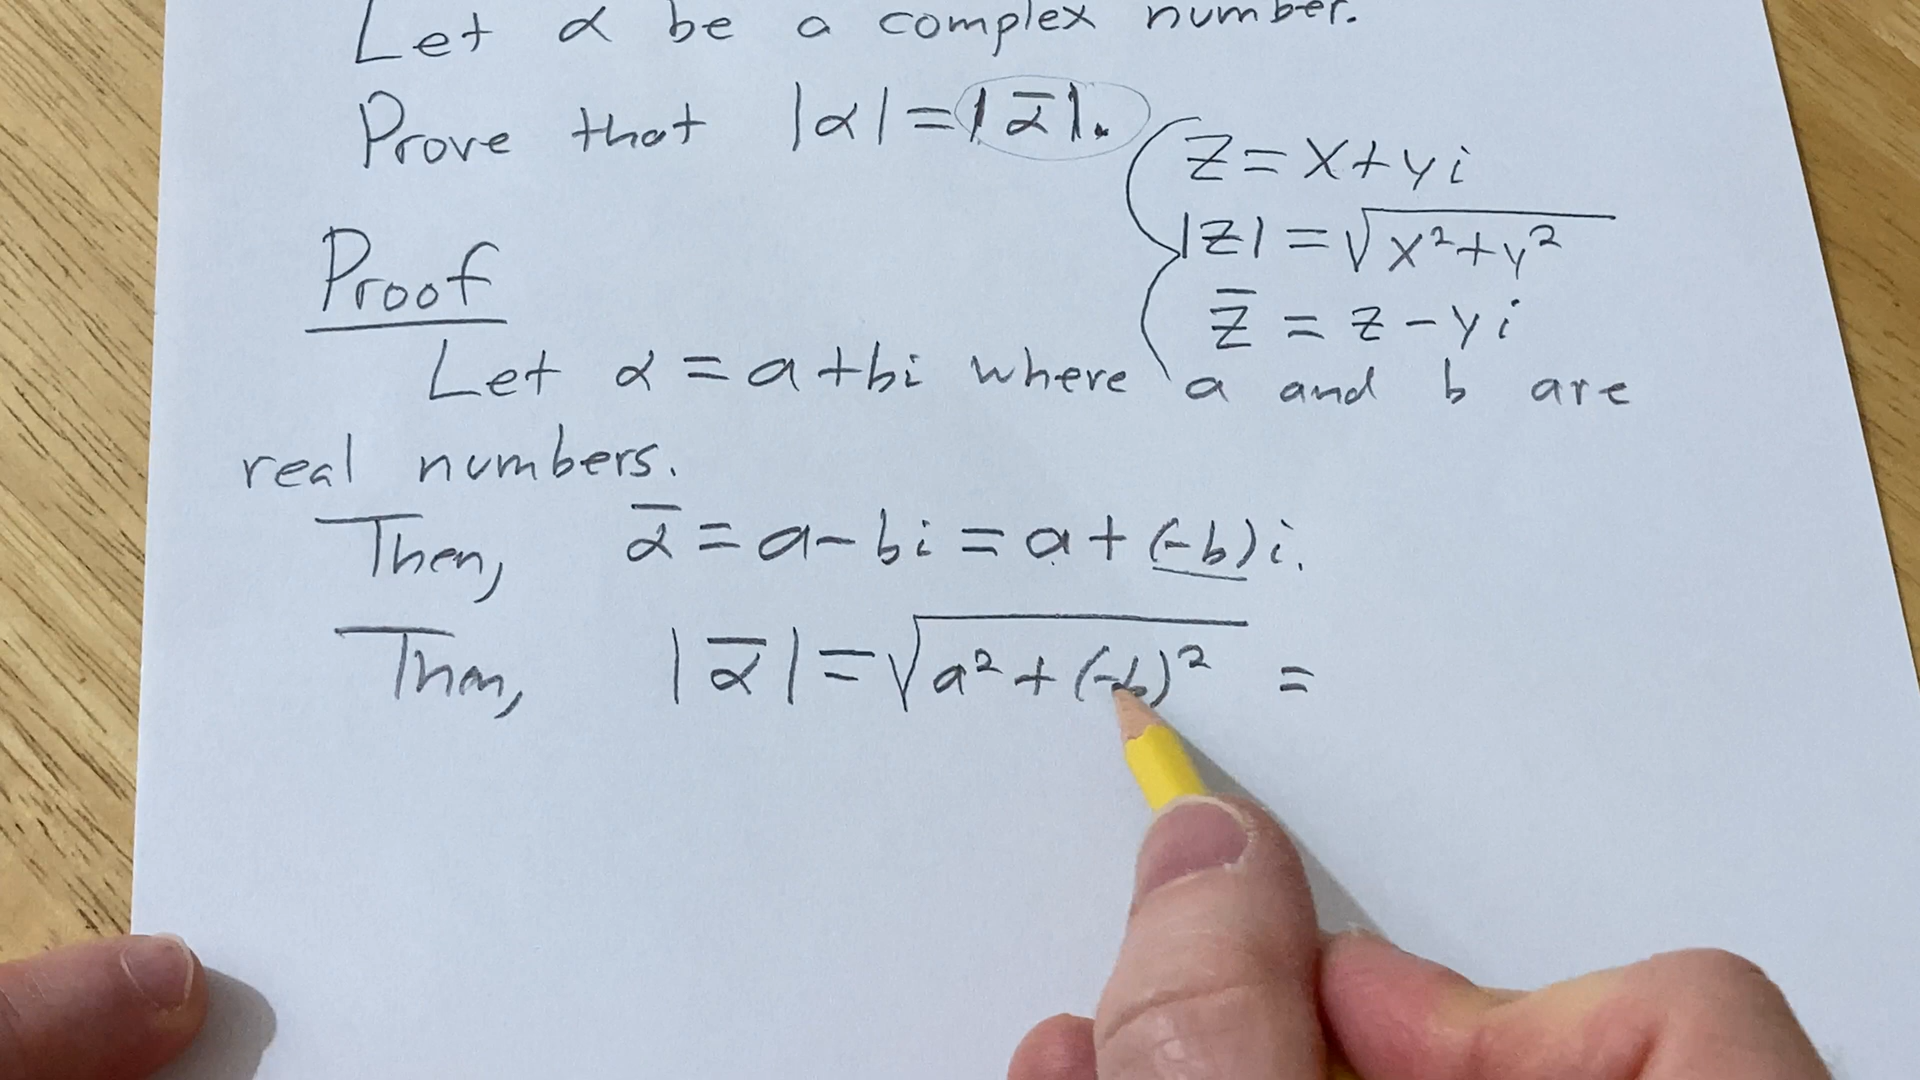 Let α be a complex number.
Prove that |α| = |α̅|.
z = x + yi
|z| = √(x² + y²)
z̅ = z - yi
Proof
Let α = a + bi where a and b are
real numbers.
Then, α̅ = a - bi = a + (-b)i.
Then, |α̅| = √(a² + (-b)²) =